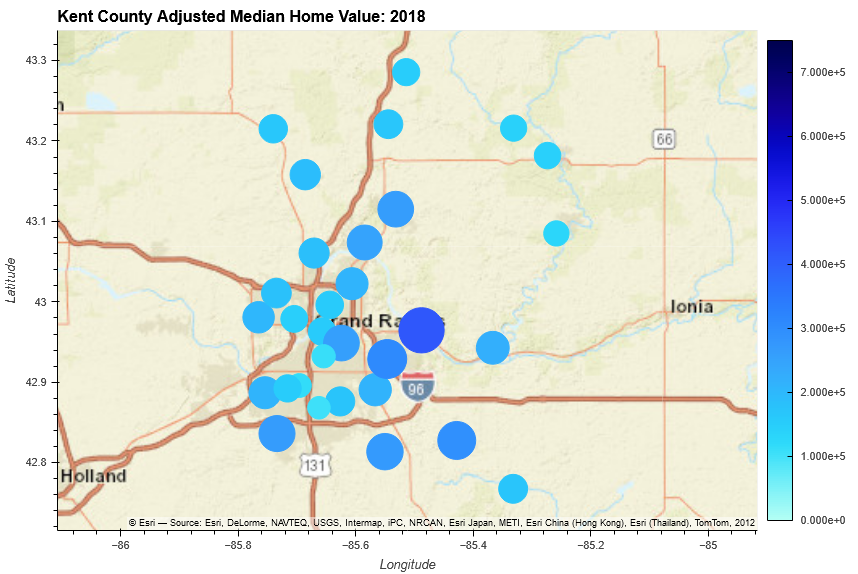 Kent County Adjusted Median Home Value: 2018
43.3
43.2
43.1
43
42.9
42.8
Latitude
n
66
Ionia
96
Holland
131
© Esri — Source: Esri, DeLorme, NAVTEQ, USGS, Intermap, iPC, NRCAN, Esri Japan, METI, Esri China (Hong Kong), Esri (Thailand), TomTom, 2012
−86
−85.8
−85.6
−85.4
−85.2
−85
Longitude
7.000e+5
6.000e+5
5.000e+5
4.000e+5
3.000e+5
2.000e+5
1.000e+5
0.000e+0